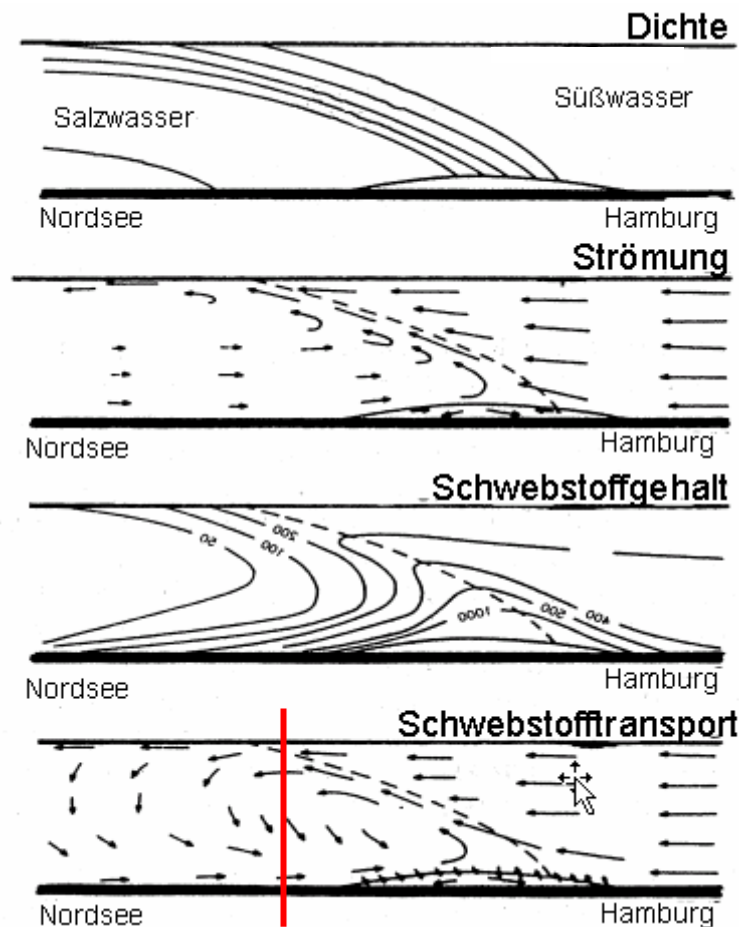 Dichte
Salzwasser
Süßwasser
Nordsee
Hamburg
Strömung
Nordsee
Hamburg
Schwebstoffgehalt
50
100
200
1000
500
400
Nordsee
Hamburg
Schwebstofftransport
Nordsee
Hamburg